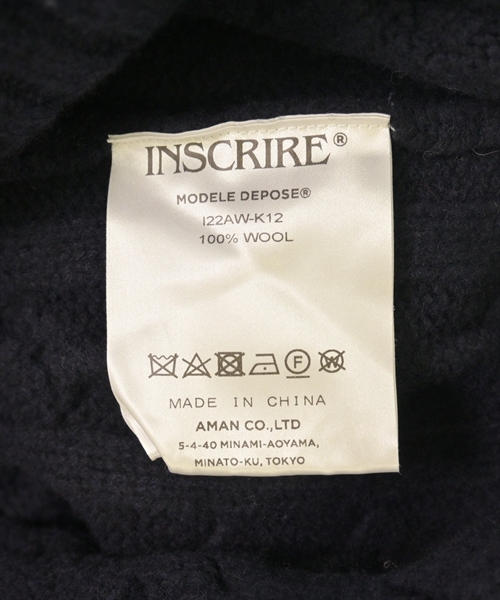 INSCRIRE®
MODELE DEPOSE®
I22AW-K12
100% WOOL
F W
MADE IN CHINA
AMAN CO.,LTD
5-4-40 MINAMI-AOYAMA,
MINATO-KU, TOKYO